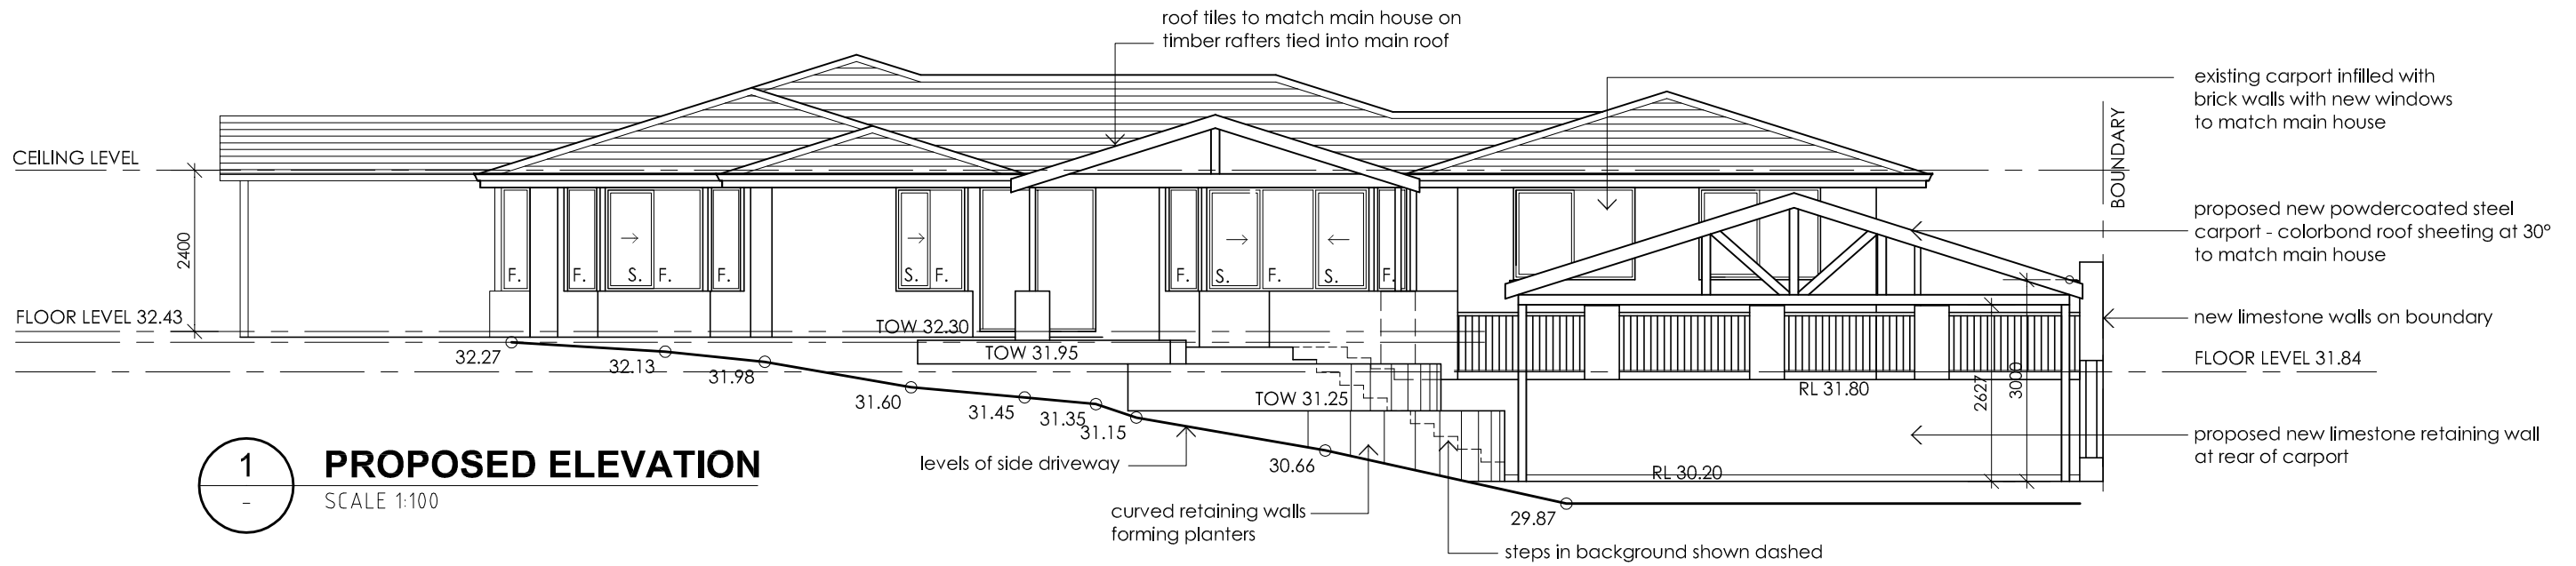 roof tiles to match main house on
timber rafters tied into main roof
existing carport infilled with
brick walls with new windows
to match main house
BOUNDARY
CEILING LEVEL
proposed new powdercoated steel
carport - colorbond roof sheeting at 30°
to match main house
2400
F.
F.
S.
F.
F.
S.
F.
F.
S.
F.
S.
F.
FLOOR LEVEL 32.43
TOW 32.30
new limestone walls on boundary
32.27
32.13
31.98
TOW 31.95
FLOOR LEVEL 31.84
31.60
31.45
31.35
31.15
TOW 31.25
RL 31.80
2627
3000
proposed new limestone retaining wall
at rear of carport
levels of side driveway
30.66
RL 30.20
1
-
PROPOSED ELEVATION
SCALE 1:100
curved retaining walls
forming planters
29.87
steps in background shown dashed